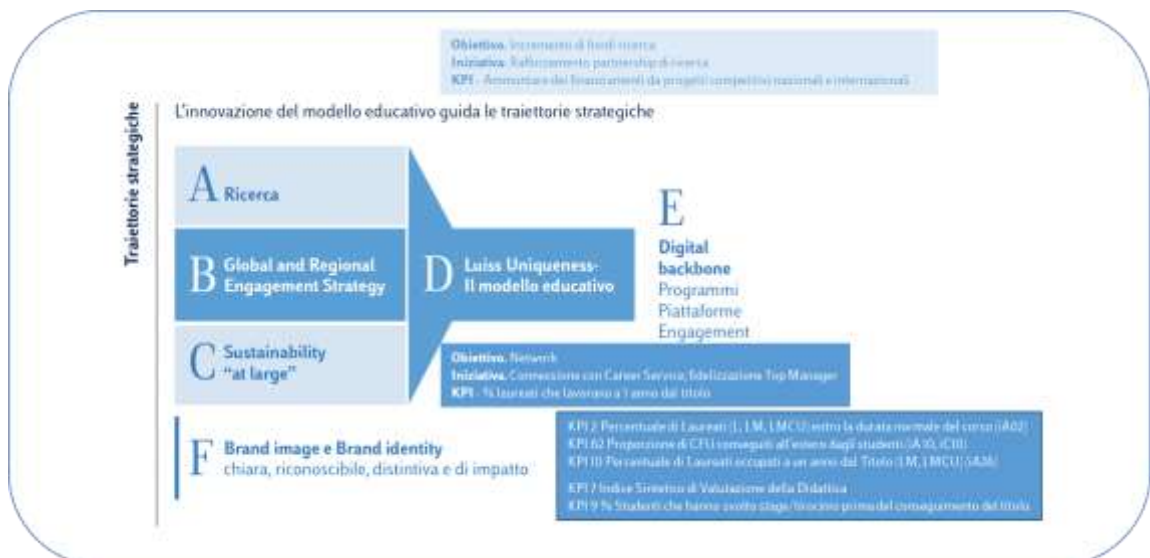 Obiettivo. Incremento di fondi ricerca
Iniziativa. Rafforzamento partnership di ricerca
KPI - Ammontare dei finanziamenti da progetti competitivi nazionali e internazionali
Traiettorie strategiche
L'innovazione del modello educativo guida le traiettorie strategiche
A Ricerca
B Global and Regional
Engagement Strategy
C Sustainability
"at large"
D Luiss Uniqueness-
Il modello educativo
E
Digital
backbone
Programmi
Piattaforme
Engagement
Obiettivo. Network
Iniziativa. Connessione con Career Service, fidelizzazione Top Manager
KPI - % laureati che lavorano a 1 anno dal titolo
F Brand image e Brand identity
chiara, riconoscibile, distintiva e di impatto
KPI 2 Percentuale di Laureati (L, LM, LMCU) entro la durata normale del corso (iA02)
KPI 62 Proporzione di CFU conseguiti all'estero dagli studenti (iA10, iC10)
KPI 10 Percentuale di Laureati occupati a un anno dal Titolo (LM, LMCU) (iA26)
KPI 7 Indice Sintetico di Valutazione della Didattica
KPI 9 % Studenti che hanno svolto stage/tirocinio prima del conseguimento del titolo